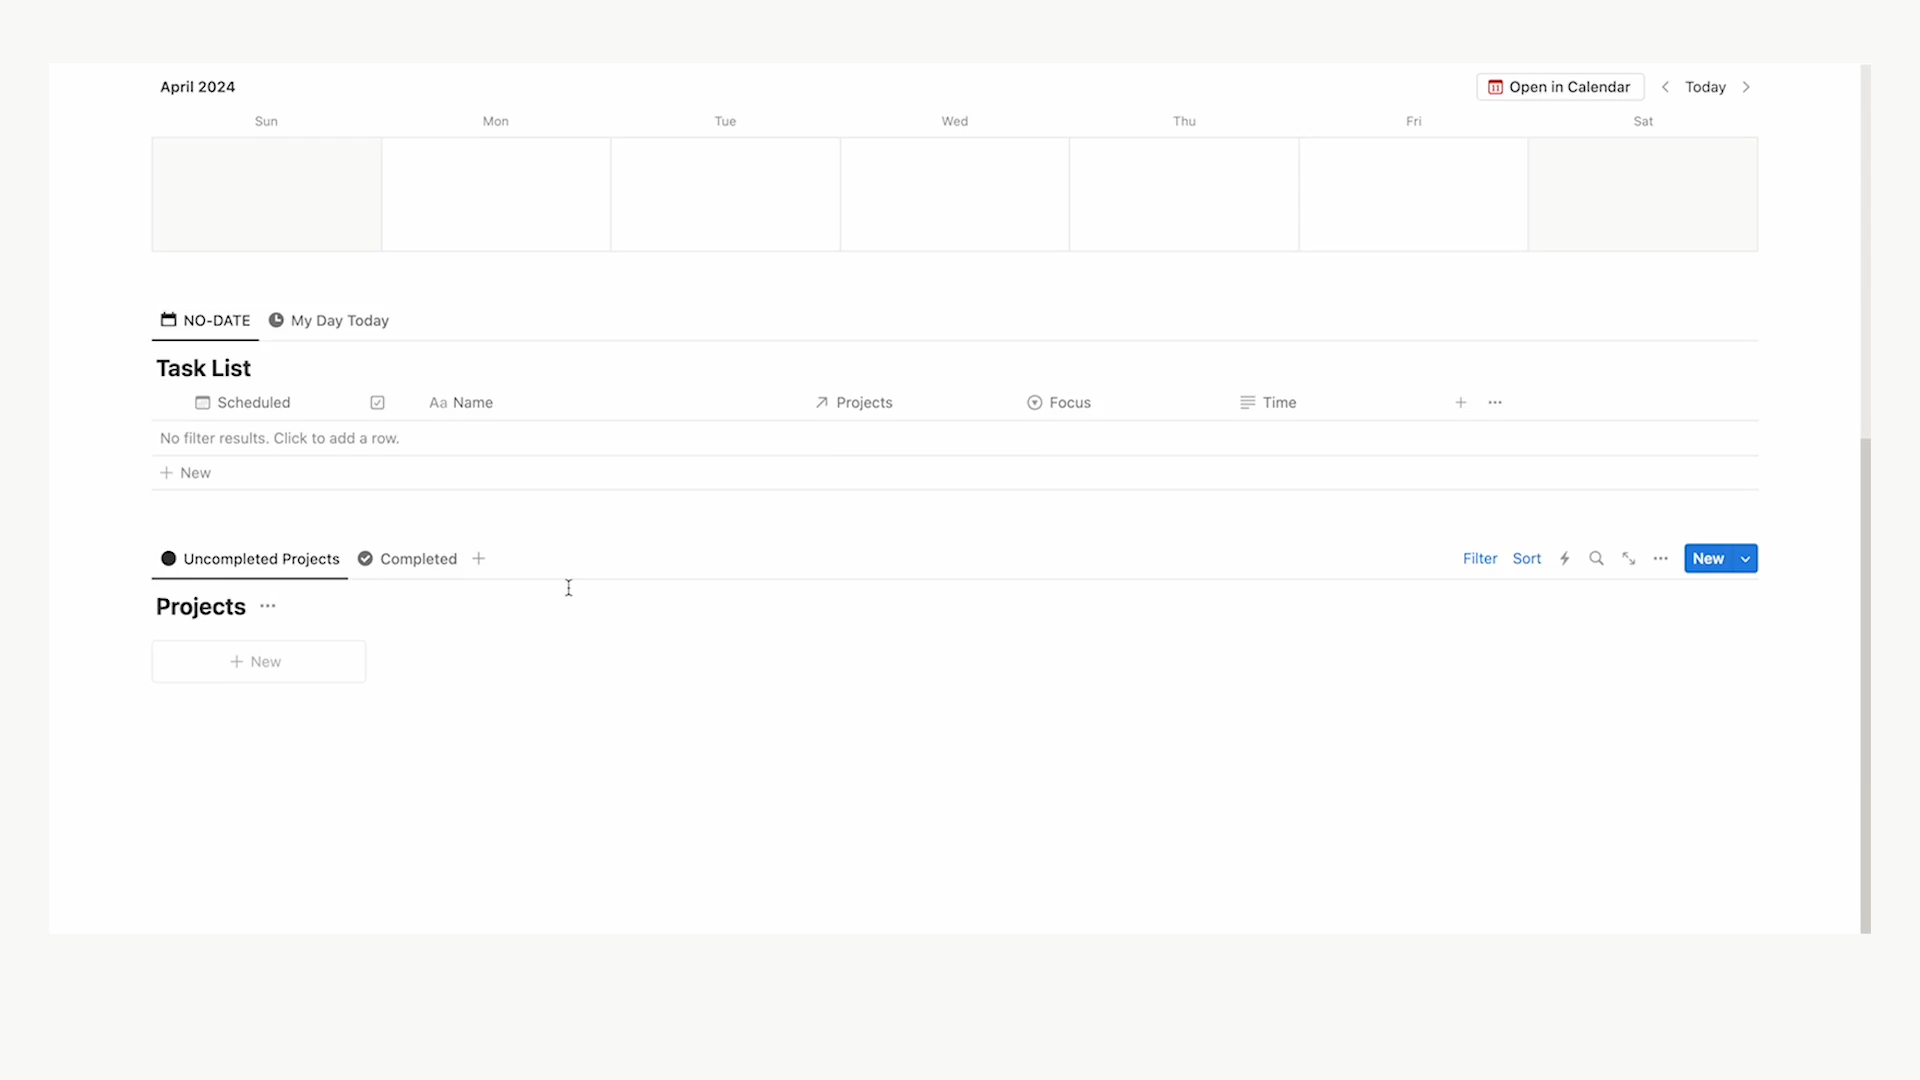 April 2024
Open in Calendar
Today
Sun Mon Tue Wed Thu Fri Sat
NO-DATE My Day Today
Task List
Scheduled Aa Name Projects Focus Time
No filter results. Click to add a row.
+ New
Uncompleted Projects Completed +
Filter Sort New
Projects
+ New